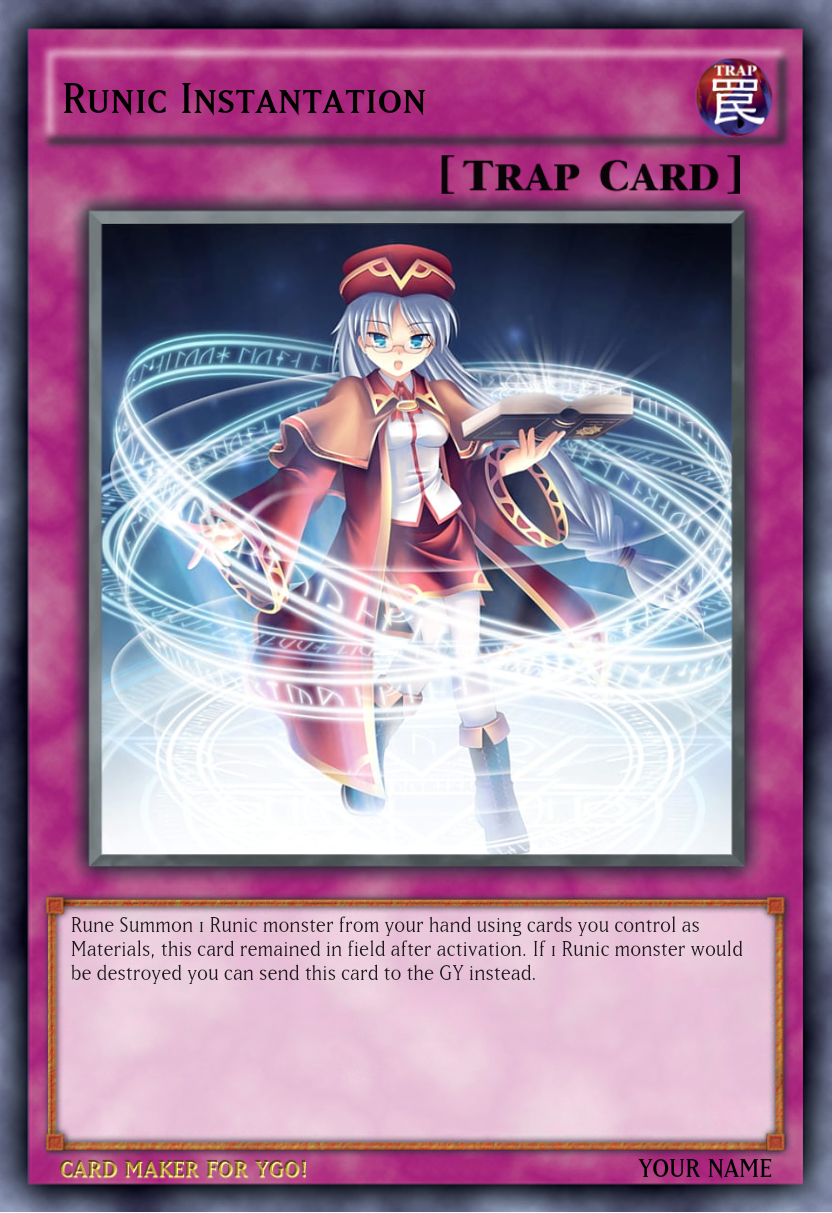 Runic Instantation
TRAP
罠
[Trap Card]
Rune Summon 1 Runic monster from your hand using cards you control as
Materials, this card remained in field after activation. If 1 Runic monster would
be destroyed you can send this card to the GY instead.
CARD MAKER FOR YGO!
YOUR NAME